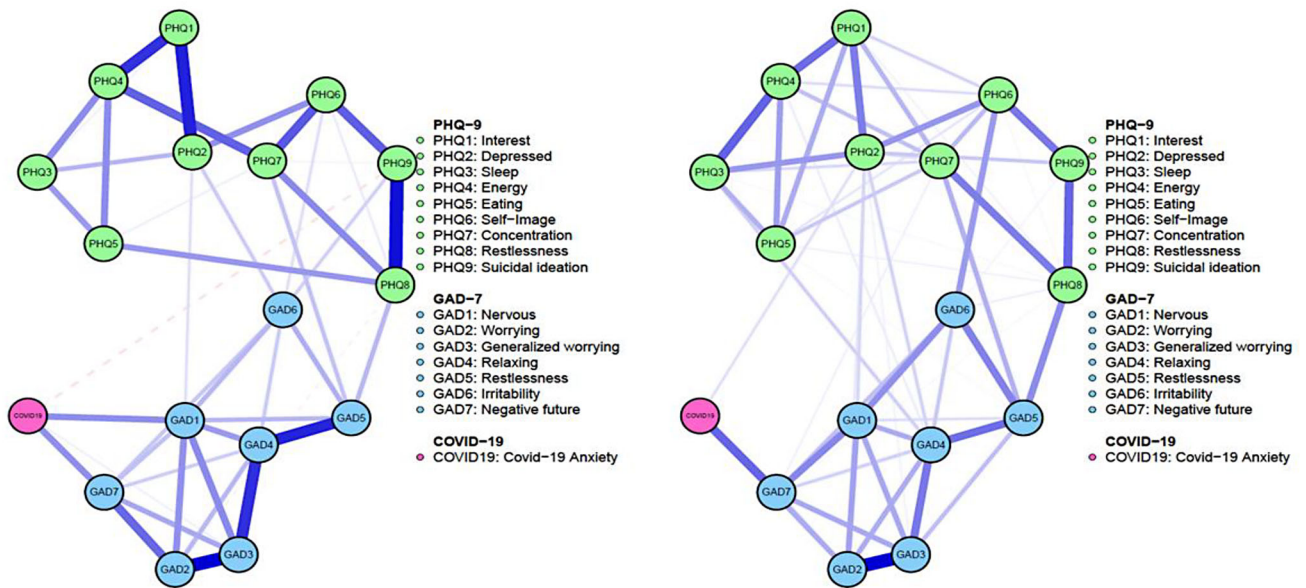 PHQ1
PHQ4
PHQ6
PHQ2
PHQ7
PHQ9
PHQ3
PHQ5
PHQ8
GAD6
COVID19
GAD1
GAD5
GAD4
GAD7
GAD3
GAD2
PHQ-9
PHQ1: Interest
PHQ2: Depressed
PHQ3: Sleep
PHQ4: Energy
PHQ5: Eating
PHQ6: Self-Image
PHQ7: Concentration
PHQ8: Restlessness
PHQ9: Suicidal ideation
GAD-7
GAD1: Nervous
GAD2: Worrying
GAD3: Generalized worrying
GAD4: Relaxing
GAD5: Restlessness
GAD6: Irritability
GAD7: Negative future
COVID-19
COVID19: Covid-19 Anxiety
PHQ1
PHQ4
PHQ6
PHQ2
PHQ7
PHQ9
PHQ3
PHQ5
PHQ8
GAD6
COVID19
GAD1
GAD5
GAD4
GAD7
GAD3
GAD2
PHQ-9
PHQ1: Interest
PHQ2: Depressed
PHQ3: Sleep
PHQ4: Energy
PHQ5: Eating
PHQ6: Self-Image
PHQ7: Concentration
PHQ8: Restlessness
PHQ9: Suicidal ideation
GAD-7
GAD1: Nervous
GAD2: Worrying
GAD3: Generalized worrying
GAD4: Relaxing
GAD5: Restlessness
GAD6: Irritability
GAD7: Negative future
COVID-19
COVID19: Covid-19 Anxiety